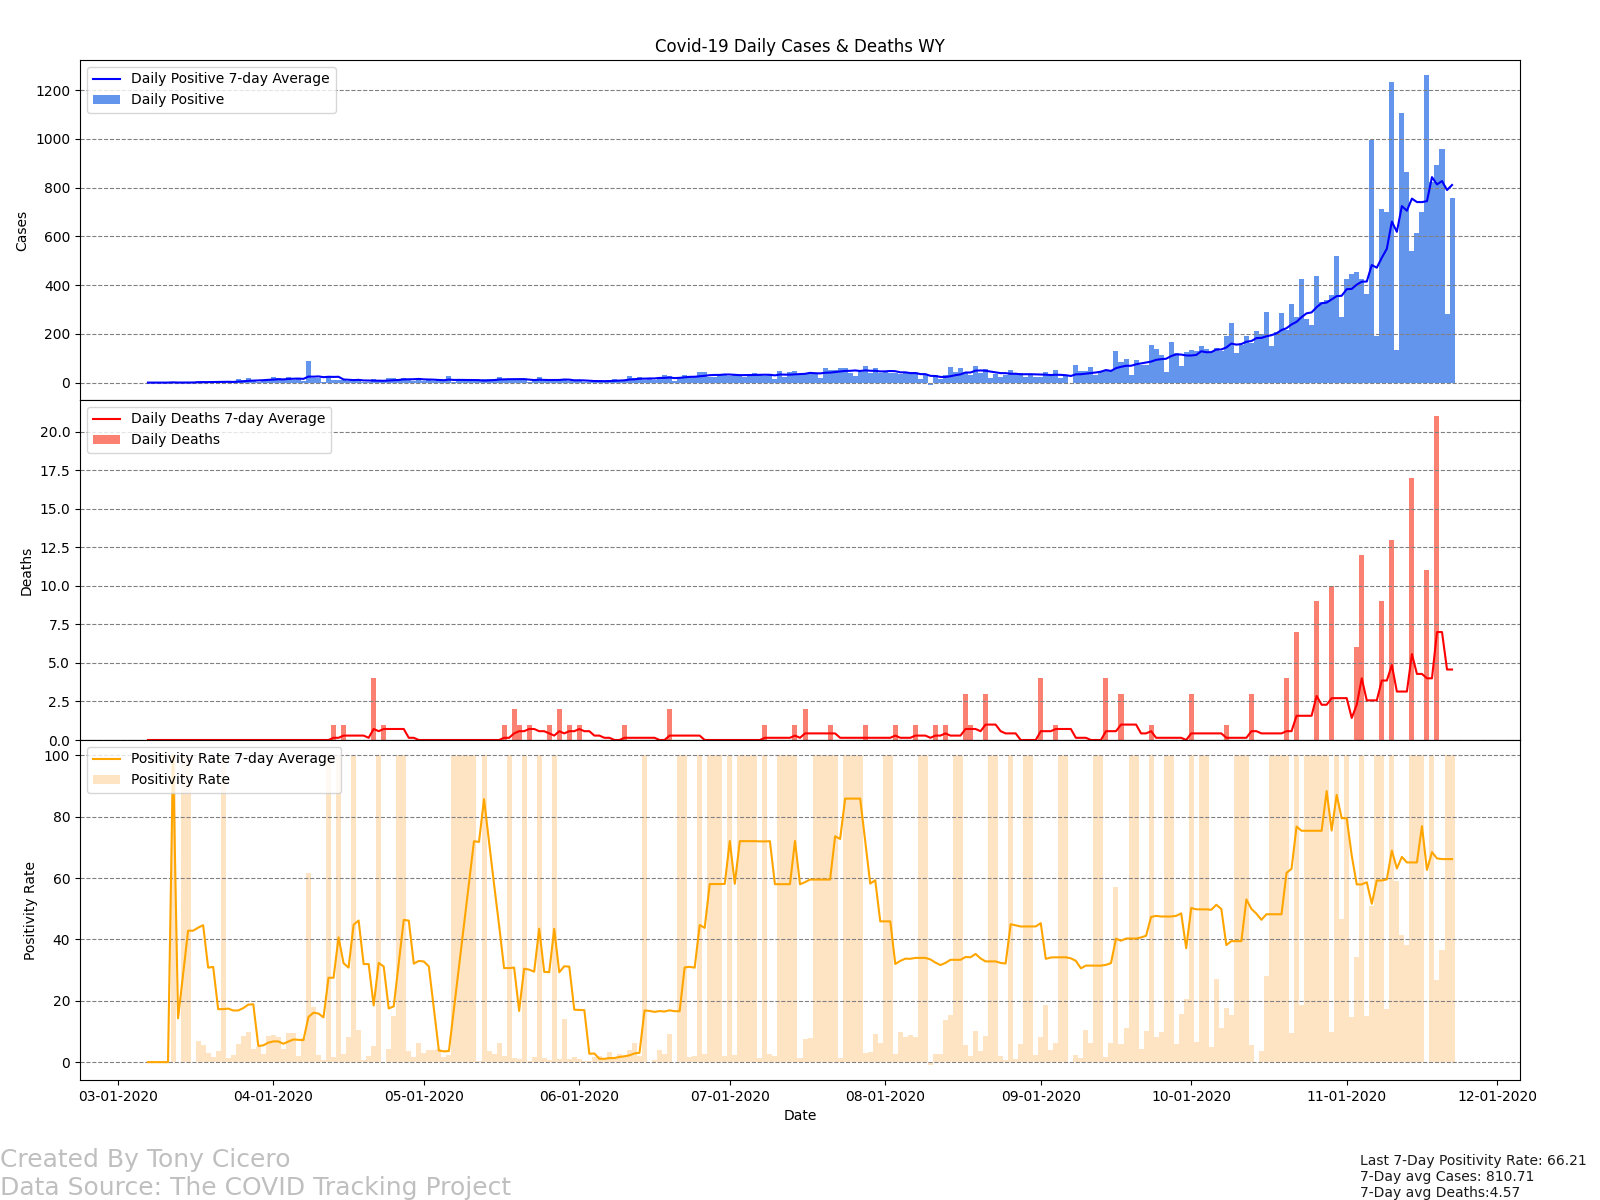 Covid-19 Daily Cases & Deaths WY
Daily Positive 7-day Average
Daily Positive
1200
1000
800
600
400
200
0
Cases
Daily Deaths 7-day Average
Daily Deaths
20.0
17.5
15.0
12.5
10.0
7.5
5.0
2.5
0.0
Deaths
Positivity Rate 7-day Average
Positivity Rate
100
80
60
40
20
0
Positivity Rate
03-01-2020 04-01-2020 05-01-2020 06-01-2020 07-01-2020 08-01-2020 09-01-2020 10-01-2020 11-01-2020 12-01-2020
Date
Created By Tony Cicero
Data Source: The COVID Tracking Project
Last 7-Day Positivity Rate: 66.21
7-Day avg Cases: 810.71
7-Day avg Deaths:4.57